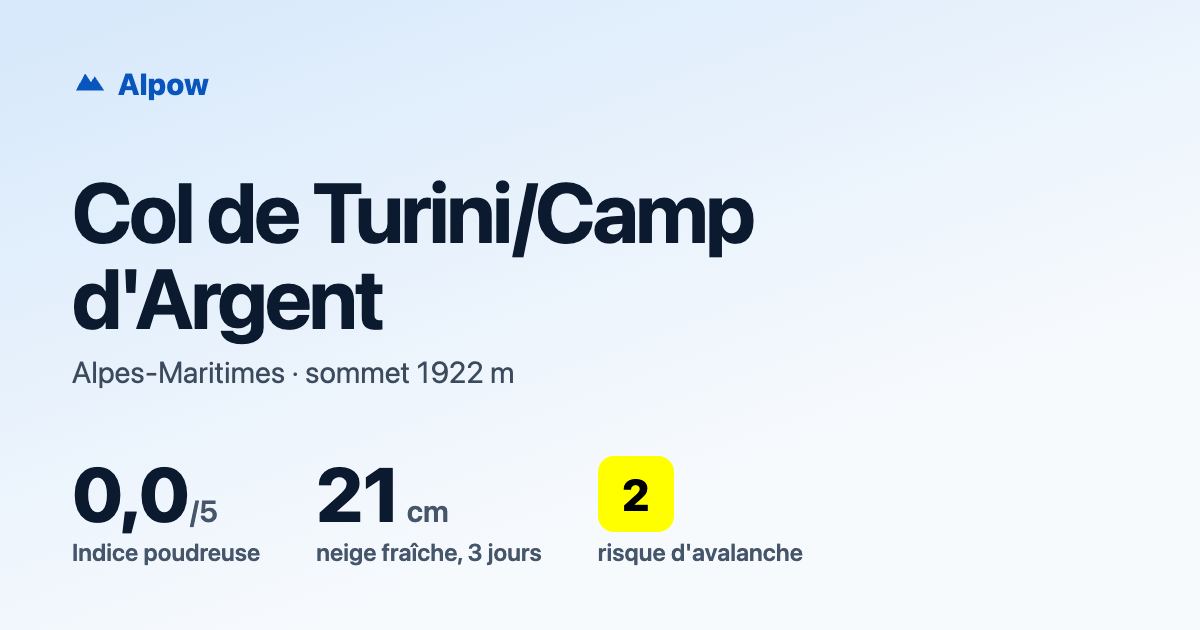 Alpow
Col de Turini/Camp
d'Argent
Alpes-Maritimes · sommet 1922 m
0,0/5
Indice poudreuse
21 cm
neige fraîche, 3 jours
2
risque d'avalanche